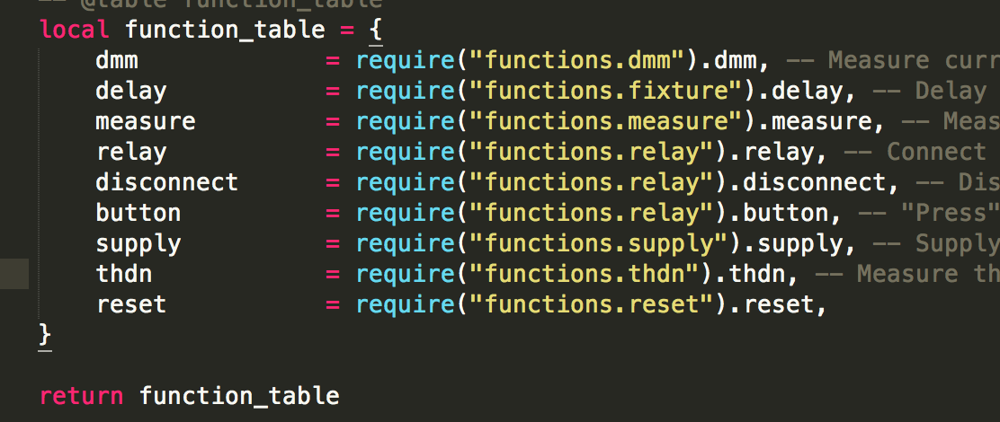 -- @table function_table
local function_table = {
    dmm                = require("functions.dmm").dmm, -- Measure curr
    delay              = require("functions.fixture").delay, -- Delay
    measure            = require("functions.measure").measure, -- Meas
    relay              = require("functions.relay").relay, -- Connect
    disconnect         = require("functions.relay").disconnect, -- Dis
    button             = require("functions.relay").button, -- "Press"
    supply             = require("functions.supply").supply, -- Supply
    thdn               = require("functions.thdn").thdn, -- Measure th
    reset              = require("functions.reset").reset,
}
return function_table